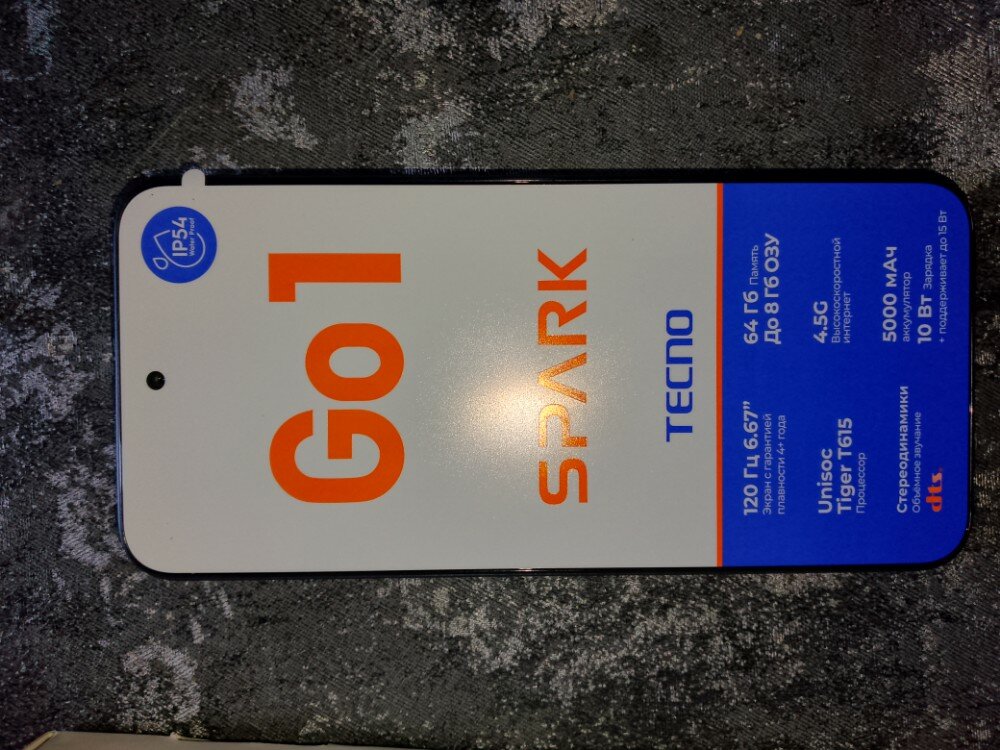 IP54
Water Proof
Go 1
SPARK
TECNO
120 Гц 6.67”
Экран с гарантией
плавности 4+ года
64 Гб Память
До 8 Гб ОЗУ
Unisoc
Tiger T615
Процессор
4.5G
Высокоскоростной
интернет
Стереодинамики
Объёмное звучание
dts
5000 мАч
аккумулятор
10 Вт Зарядка
+ поддерживает до 15 Вт